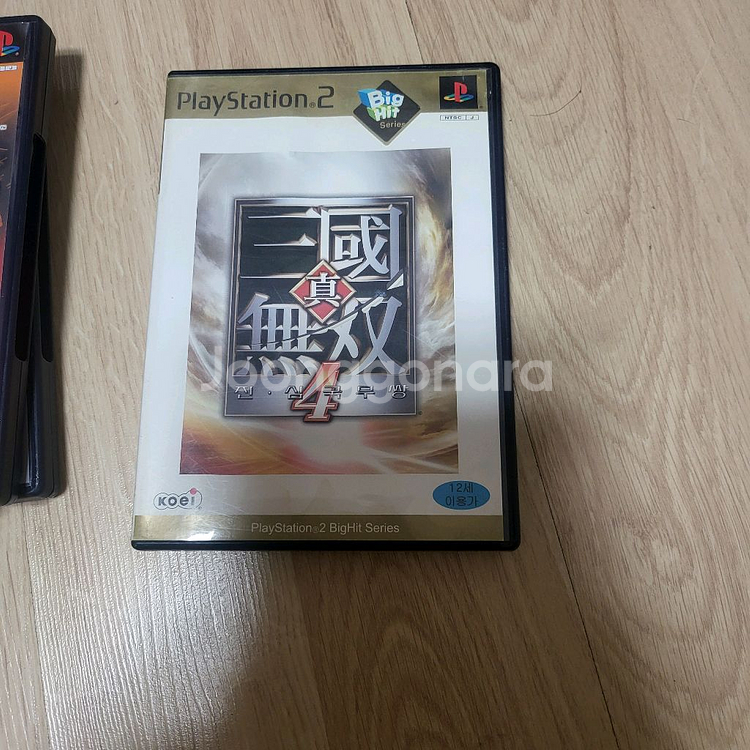 PlayStation®2
Big
Hit
Series
NTSC J
三國
真
無双
진·삼국무쌍
4
Joonggonara
KOEI
12세
이용가
PlayStation®2 BigHit Series